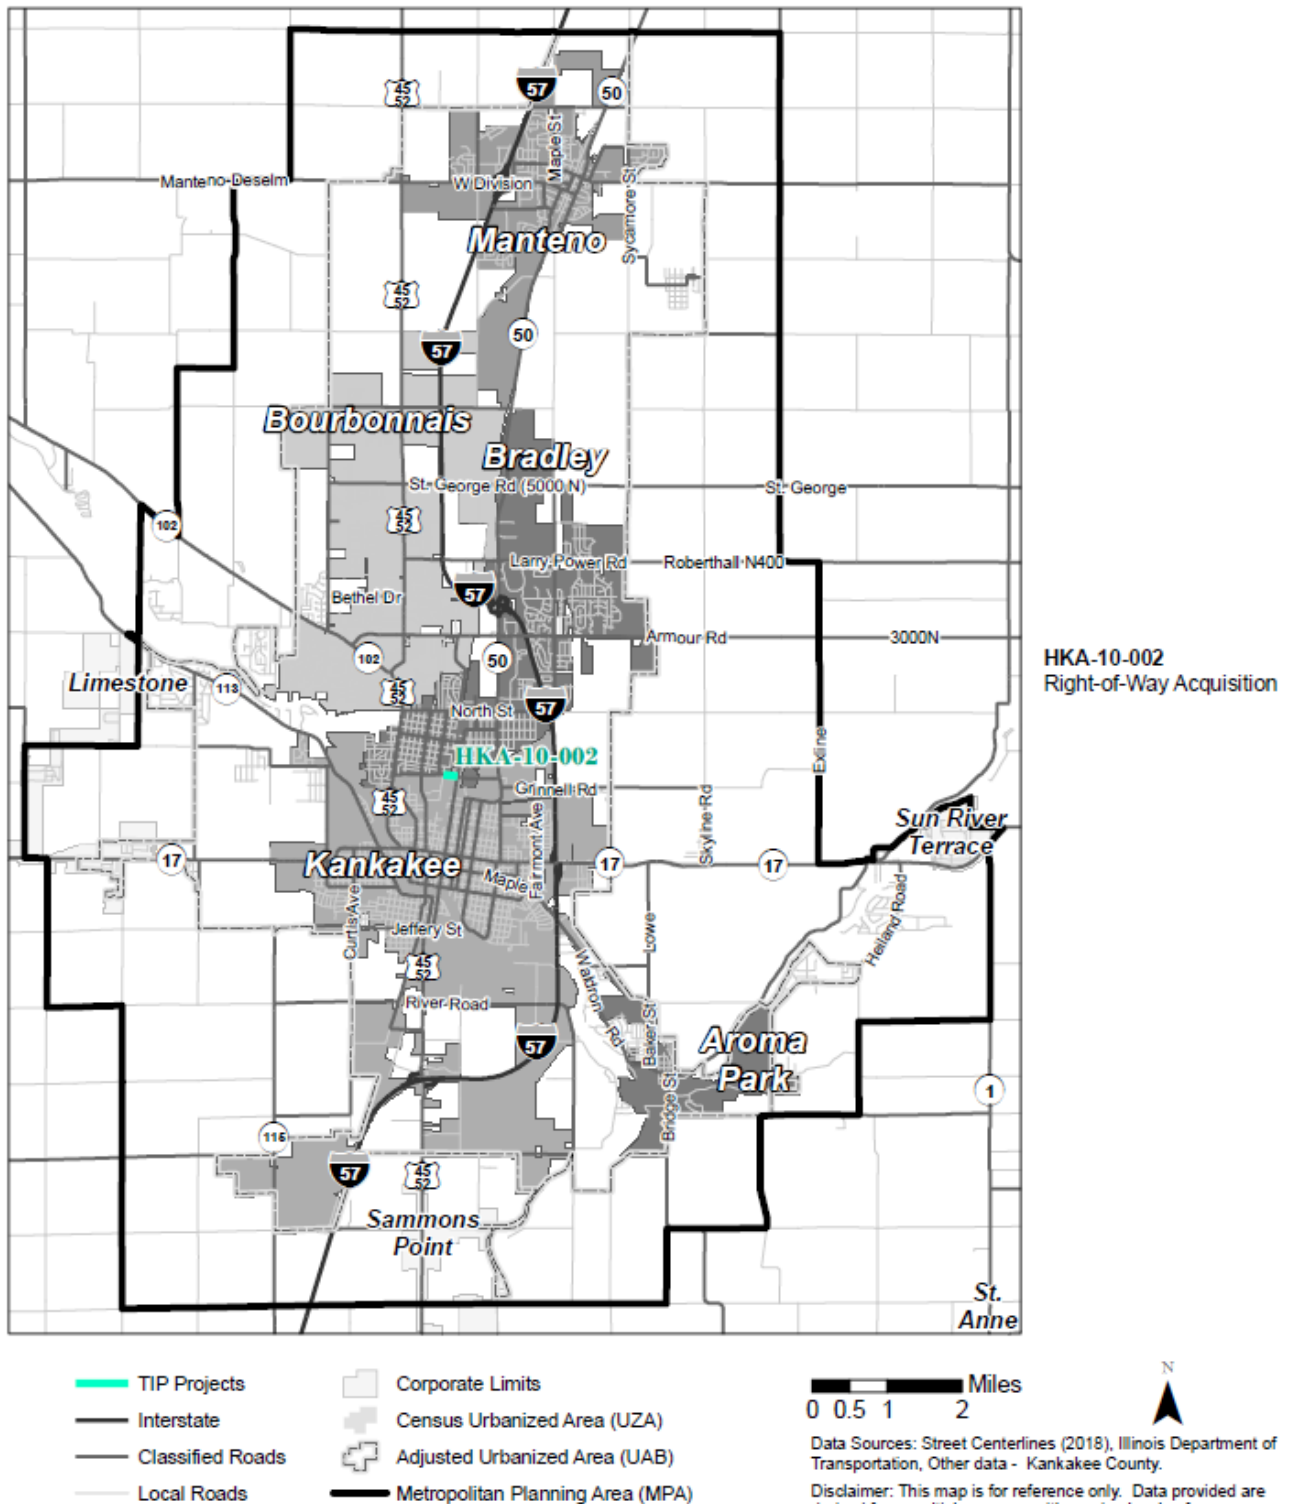 45
52
57
50
Maple St
Manteno-Deselm
W Division
Sycamore St
Manteno
45
52
50
57
Bourbonnais
Bradley
St. George Rd (5000 N)
St. George
102
45
52
Larry Power Rd
Roberthall N400
57
Bethel Dr
Armour Rd
3000N
102
50
HKA-10-002
Right-of-Way Acquisition
Limestone
113
45
52
North St
57
HKA-10-002
Exline
Grinnell Rd
45
52
Skyline Rd
Fairmont Ave
Sun River
Terrace
17
Kankakee
17
17
Maple
Curtis Ave
Jeffery St
Lowe
Heiland Road
45
52
Waldron Rd
River Road
57
Baker St
Aroma
Park
Bridge St
1
115
57
45
52
Sammons
Point
St.
Anne
TIP Projects
Interstate
Classified Roads
Local Roads
Corporate Limits
Census Urbanized Area (UZA)
Adjusted Urbanized Area (UAB)
Metropolitan Planning Area (MPA)
Miles
0 0.5 1 2
N
Data Sources: Street Centerlines (2018), Illinois Department of
Transportation, Other data - Kankakee County.
Disclaimer: This map is for reference only. Data provided are